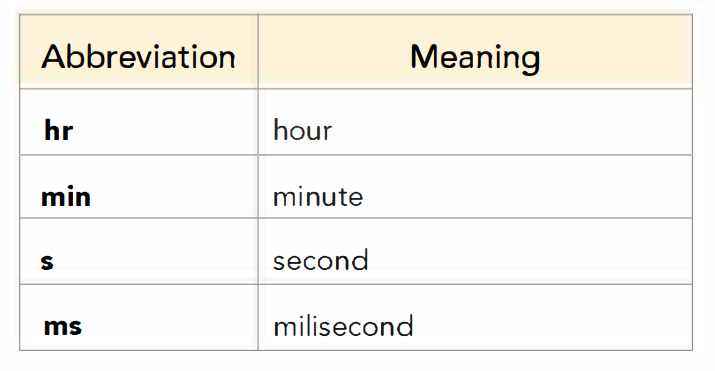 Abbreviation Meaning
hr hour
min minute
s second
ms milisecond